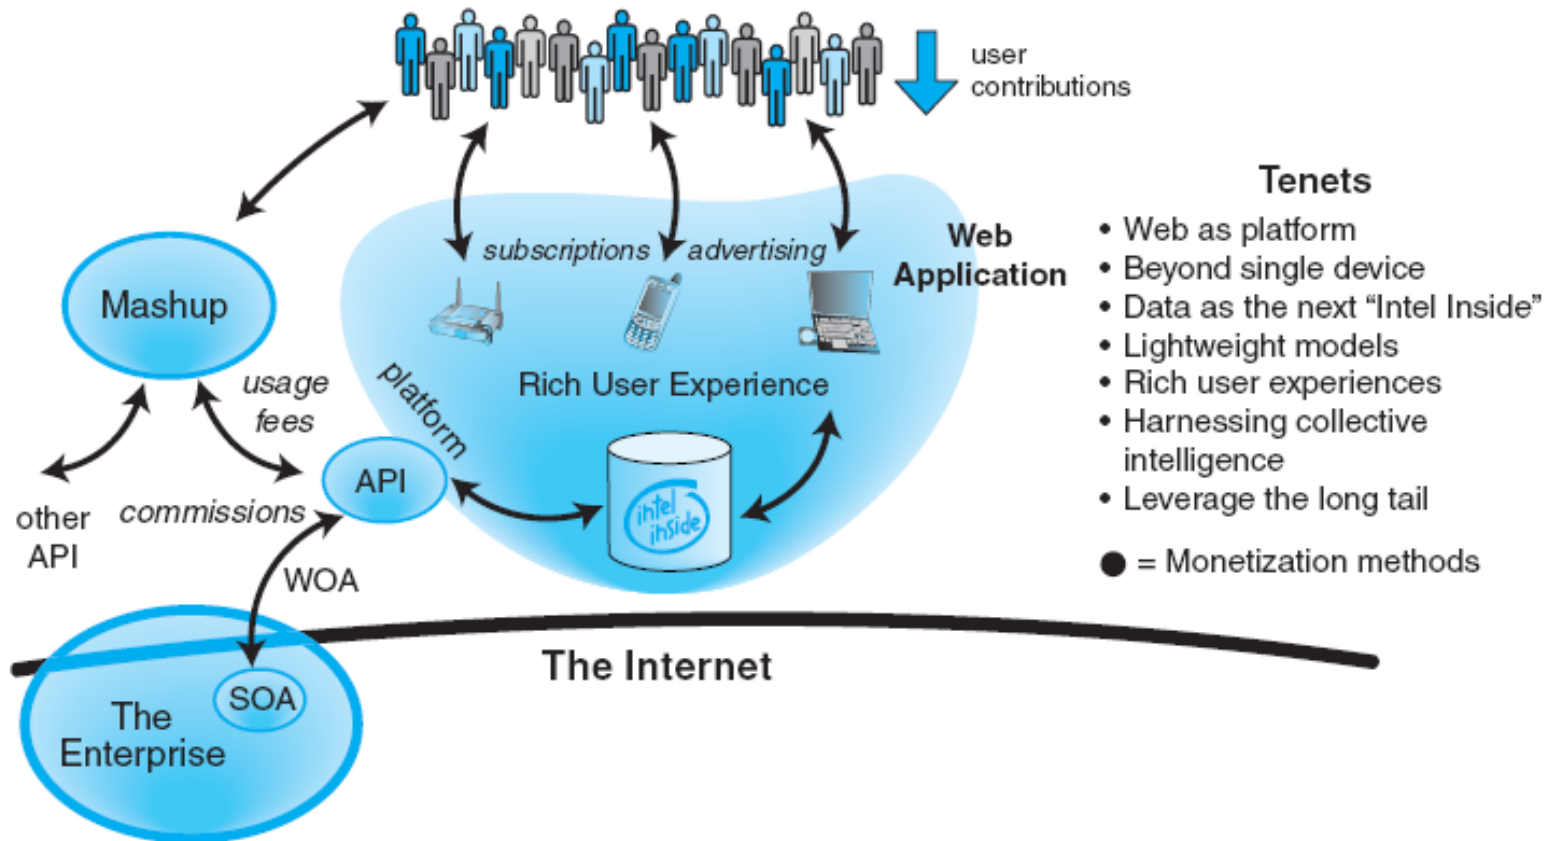 user
contributions
Tenets
• Web as platform
• Beyond single device
• Data as the next “Intel Inside”
• Lightweight models
• Rich user experiences
• Harnessing collective
intelligence
• Leverage the long tail
● = Monetization methods
subscriptions
advertising
Web
Application
Mashup
Rich User Experience
platform
usage
fees
API
intel
inside
other
API
commissions
WOA
The Internet
SOA
The
Enterprise